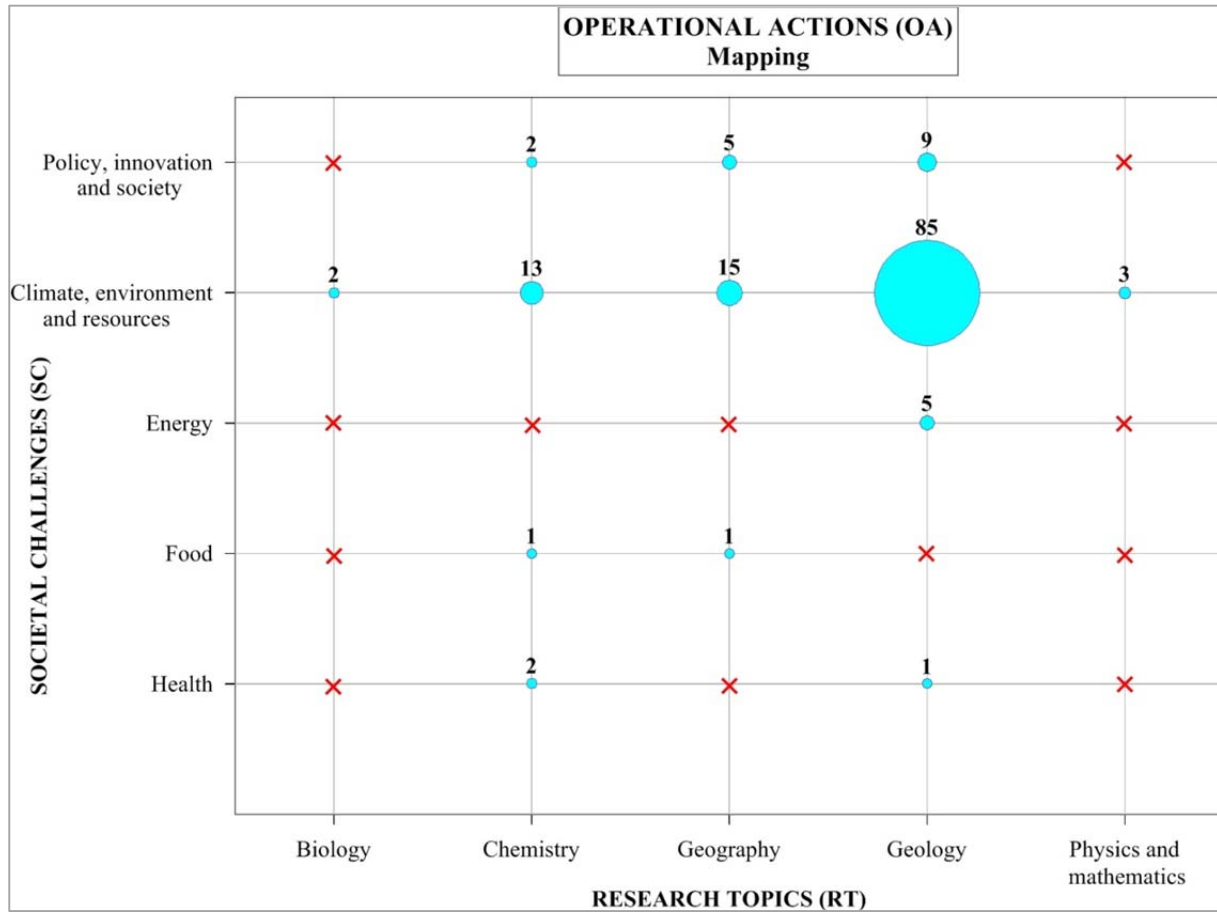 OPERATIONAL ACTIONS (OA)
Mapping
2
5
9
Policy, innovation
and society
85
2
13
15
3
Climate, environment
and resources
5
Energy
1
1
Food
2
1
Health
SOCIETAL CHALLENGES (SC)
Biology
Chemistry
Geography
Geology
Physics and
mathematics
RESEARCH TOPICS (RT)